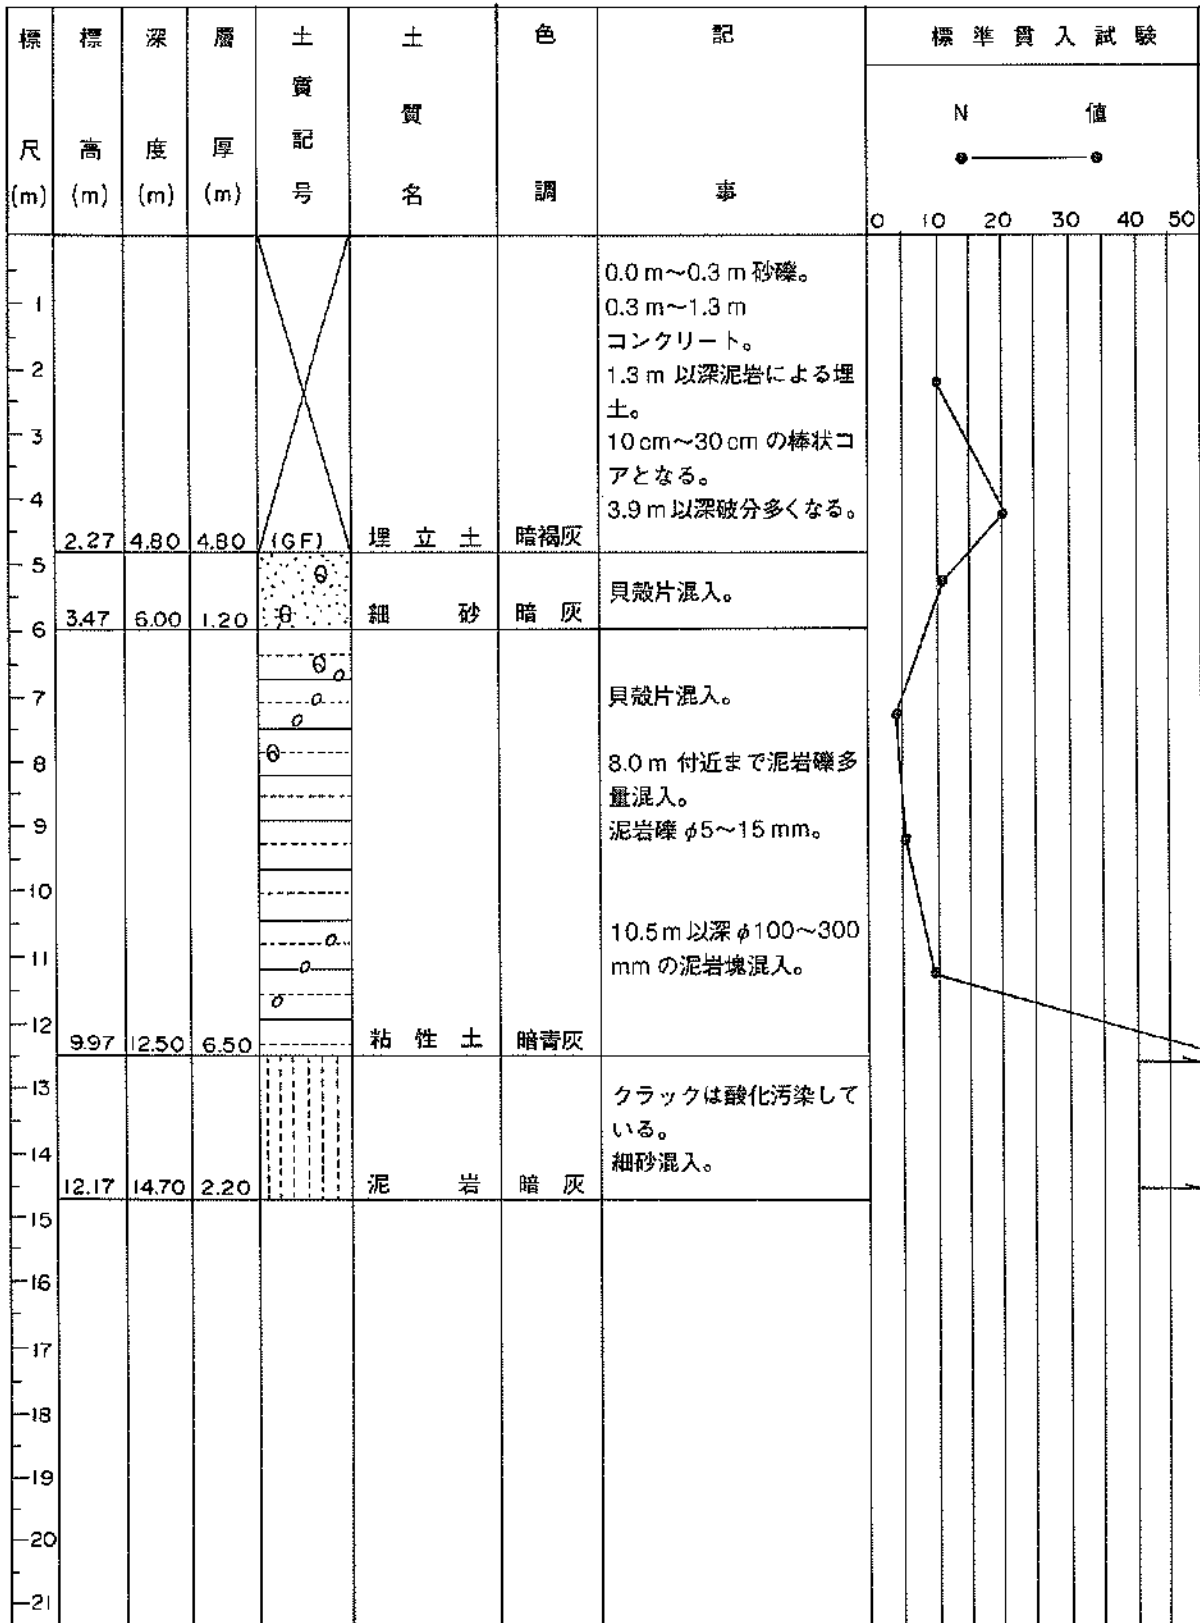 標尺(m) 標高(m) 深度(m) 層厚(m) 土質記号 土質名 色調 記事 標準貫入試験
N 値
0 10 20 30 40 50
0.0 m～0.3 m 砂礫。
1
0.3 m～1.3 m
コンクリート。
2
1.3 m 以深泥岩による埋
土。
3
10 cm～30 cm の棒状コ
アとなる。
4
3.9 m 以深破分多くなる。
2.27 4.80 4.80 (GF) 埋立土 暗褐灰
5
貝殻片混入。
3.47 6.00 1.20 細砂 暗灰
6
7
貝殻片混入。
8
8.0 m 付近まで泥岩礫多
量混入。
9
泥岩礫 φ5～15 mm。
10
10.5 m 以深 φ100～300
11
mm の泥岩塊混入。
12
9.97 12.50 6.50 粘性土 暗青灰
13
クラックは酸化汚染して
いる。
14
細砂混入。
12.17 14.70 2.20 泥岩 暗灰
15
16
17
18
19
20
21